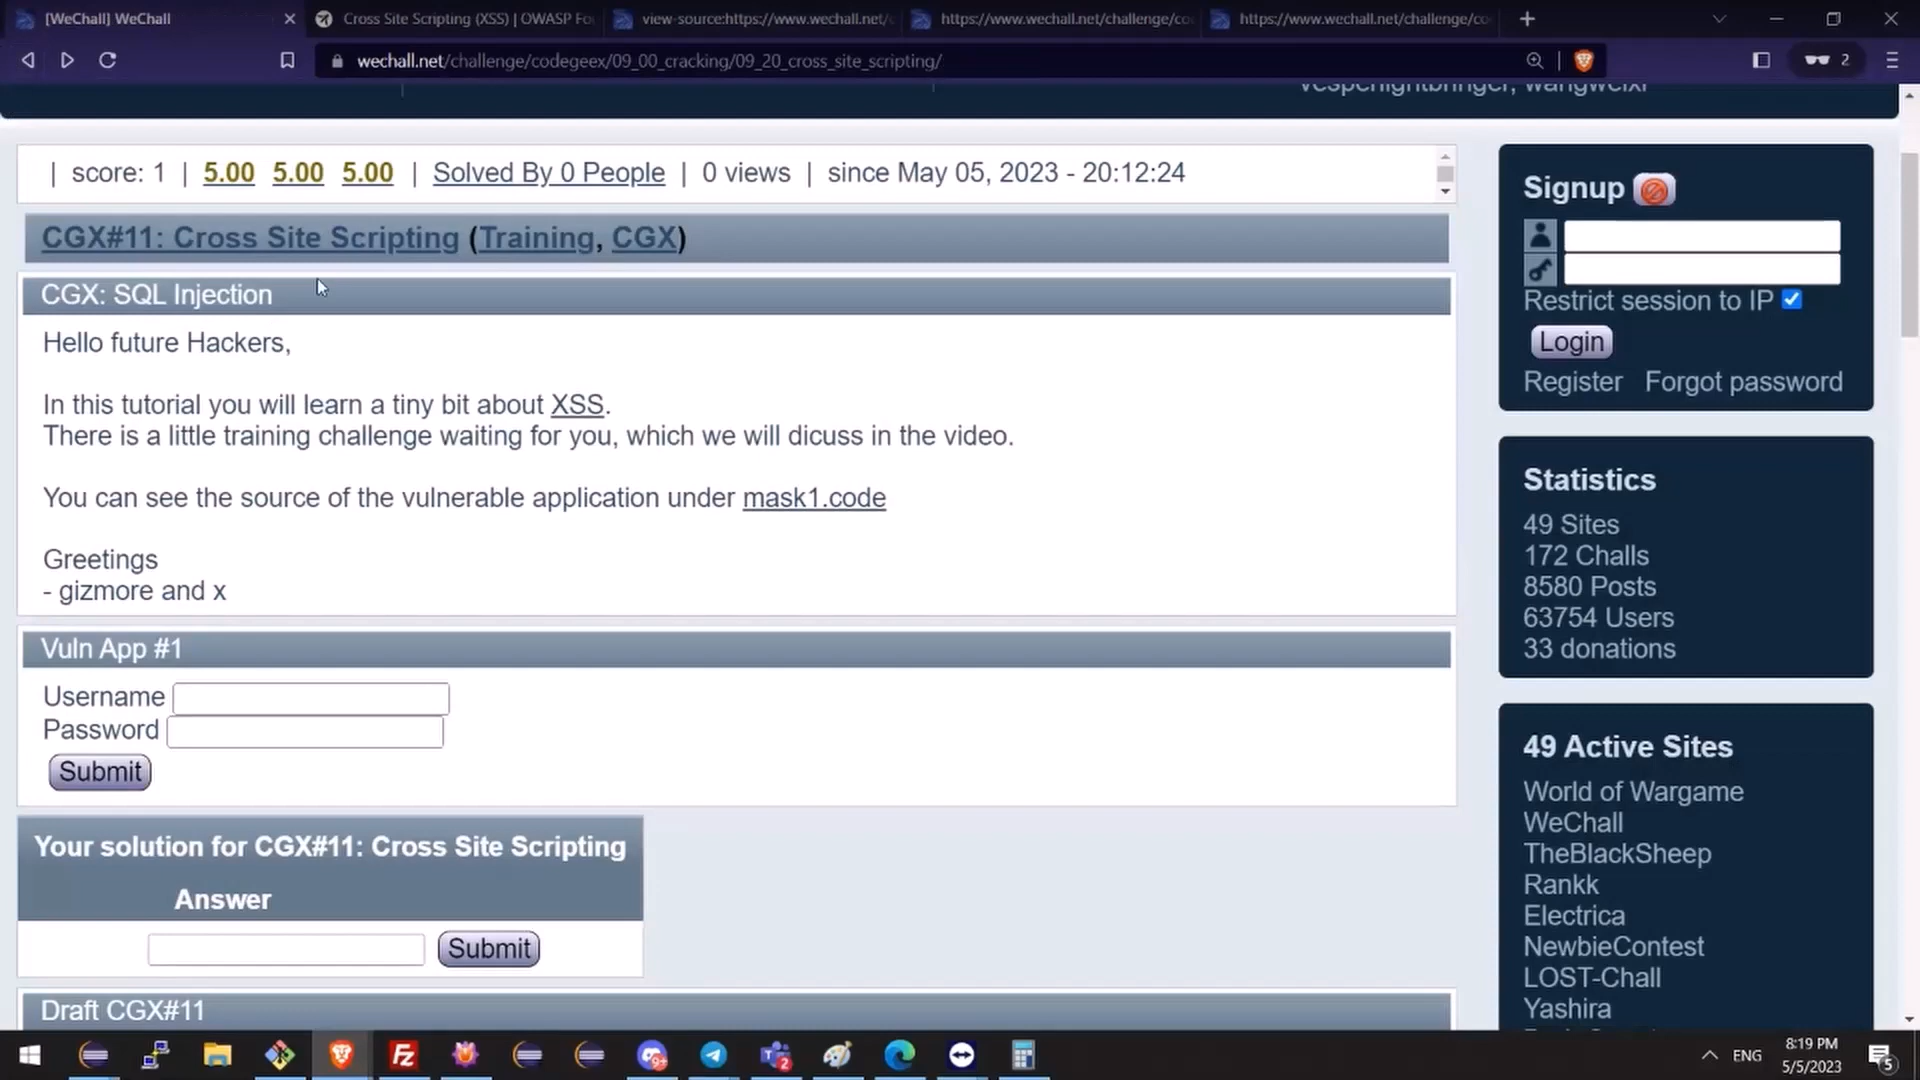 [WeChall] WeChall
Cross Site Scripting (XSS) | OWASP Fo
view-source:https://www.wechall.net/
https://www.wechall.net/challenge/co
https://www.wechall.net/challenge/co
wechall.net/challenge/codegeex/09_00_cracking/09_20_cross_site_scripting/
2
vespenlightbringer, wangweixi
| score: 1 | 5.00 5.00 5.00 | Solved By 0 People | 0 views | since May 05, 2023 - 20:12:24
CGX#11: Cross Site Scripting (Training, CGX)
CGX: SQL Injection
Hello future Hackers,
In this tutorial you will learn a tiny bit about XSS.
There is a little training challenge waiting for you, which we will dicuss in the video.
You can see the source of the vulnerable application under mask1.code
Greetings
- gizmore and x
Vuln App #1
Username
Password
Submit
Your solution for CGX#11: Cross Site Scripting
Answer
Submit
Draft CGX#11
Signup
Restrict session to IP
Login
Register Forgot password
Statistics
49 Sites
172 Challs
8580 Posts
63754 Users
33 donations
49 Active Sites
World of Wargame
WeChall
TheBlackSheep
Rankk
Electrica
NewbieContest
LOST-Chall
Yashira
Fz
9+
2
ENG
8:19 PM
5/5/2023
5